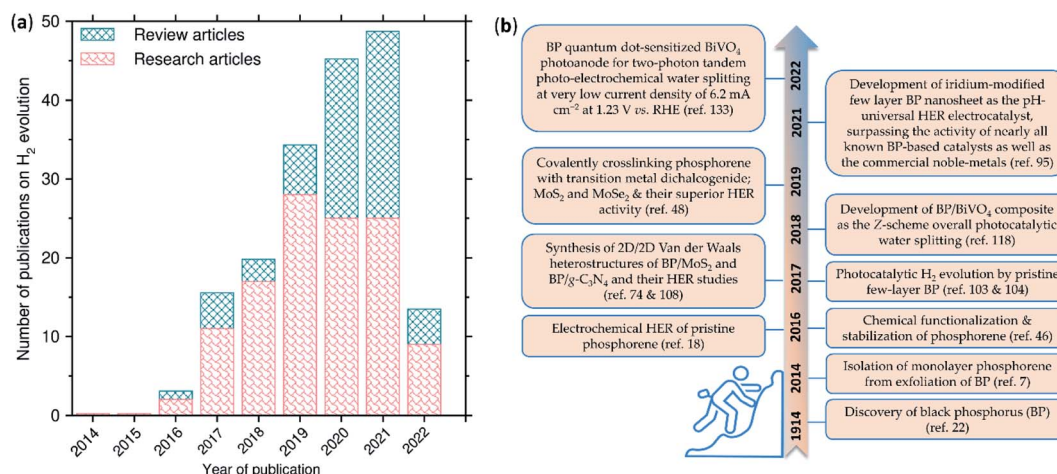 (a)
Review articles
Research articles
Number of publications on H₂ evolution
50
40
30
20
10
0
2014
2015
2016
2017
2018
2019
2020
2021
2022
Year of publication
(b)
BP quantum dot-sensitized BiVO₄
photoanode for two-photon tandem
photo-electrochemical water splitting
at very low current density of 6.2 mA
cm⁻² at 1.23 V vs. RHE (ref. 133)
Covalently crosslinking phosphorene
with transition metal dichalcogenide;
MoS₂ and MoSe₂ & their superior HER
activity (ref. 48)
Synthesis of 2D/2D Van der Waals
heterostructures of BP/MoS₂ and
BP/g-C₃N₄ and their HER studies
(ref. 74 & 108)
Electrochemical HER of pristine
phosphorene (ref. 18)
2022
2021
2019
2018
2017
2016
2014
1914
Development of iridium-modified
few layer BP nanosheet as the pH-
universal HER electrocatalyst,
surpassing the activity of nearly all
known BP-based catalysts as well as
the commercial noble-metals (ref. 95)
Development of BP/BiVO₄ composite
as the Z-scheme overall photocatalytic
water splitting (ref. 118)
Photocatalytic H₂ evolution by pristine
few-layer BP (ref. 103 & 104)
Chemical functionalization &
stabilization of phosphorene (ref. 46)
Isolation of monolayer phosphorene
from exfoliation of BP (ref. 7)
Discovery of black phosphorus (BP)
(ref. 22)